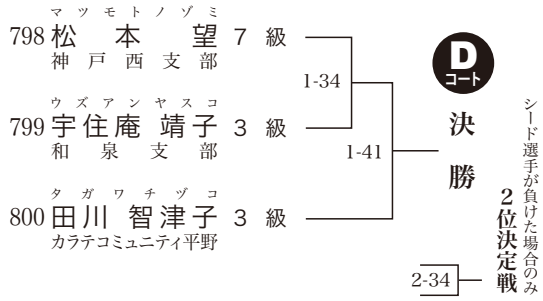 マツモトノゾミ
798 松本 望 7 級
神戸西支部
1-34
ウズアンヤスコ
799 宇住庵 靖子 3 級
和泉支部
1-41
タガワチヅコ
800 田川 智津子 3 級
カラテコミュニティ平野
D
コート
決勝
シード選手が負けた場合のみ
2位決定戦
2-34